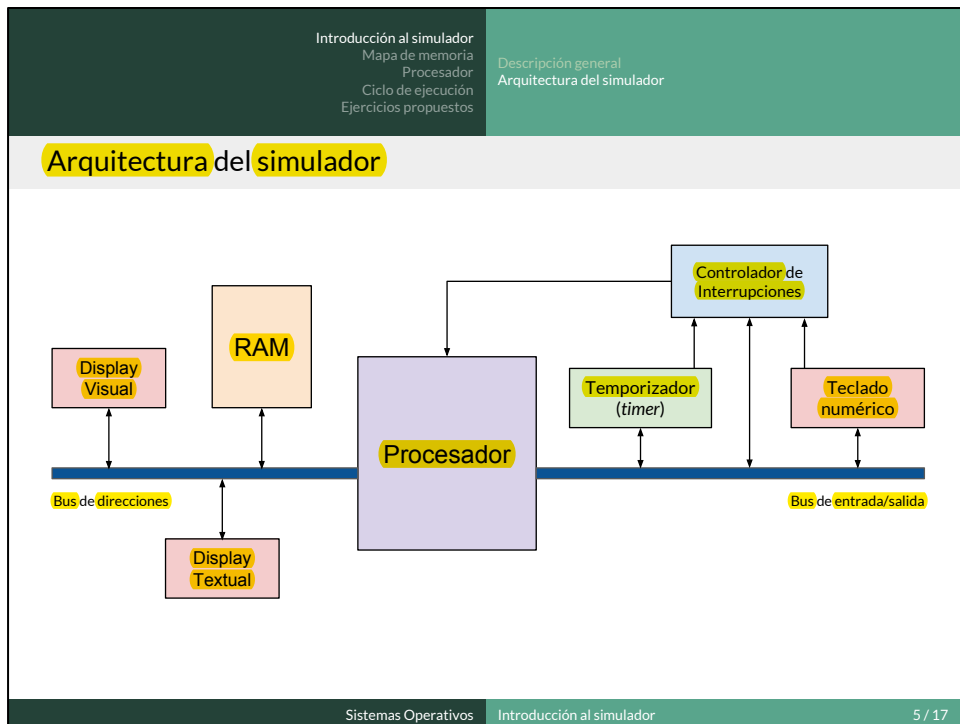 Introducción al simulador
Mapa de memoria
Procesador
Ciclo de ejecución
Ejercicios propuestos
Descripción general
Arquitectura del simulador
Arquitectura del simulador
Controlador de
Interrupciones
RAM
Display
Visual
Temporizador
(timer)
Teclado
numérico
Procesador
Bus de direcciones
Bus de entrada/salida
Display
Textual
Sistemas Operativos
Introducción al simulador
5 / 17